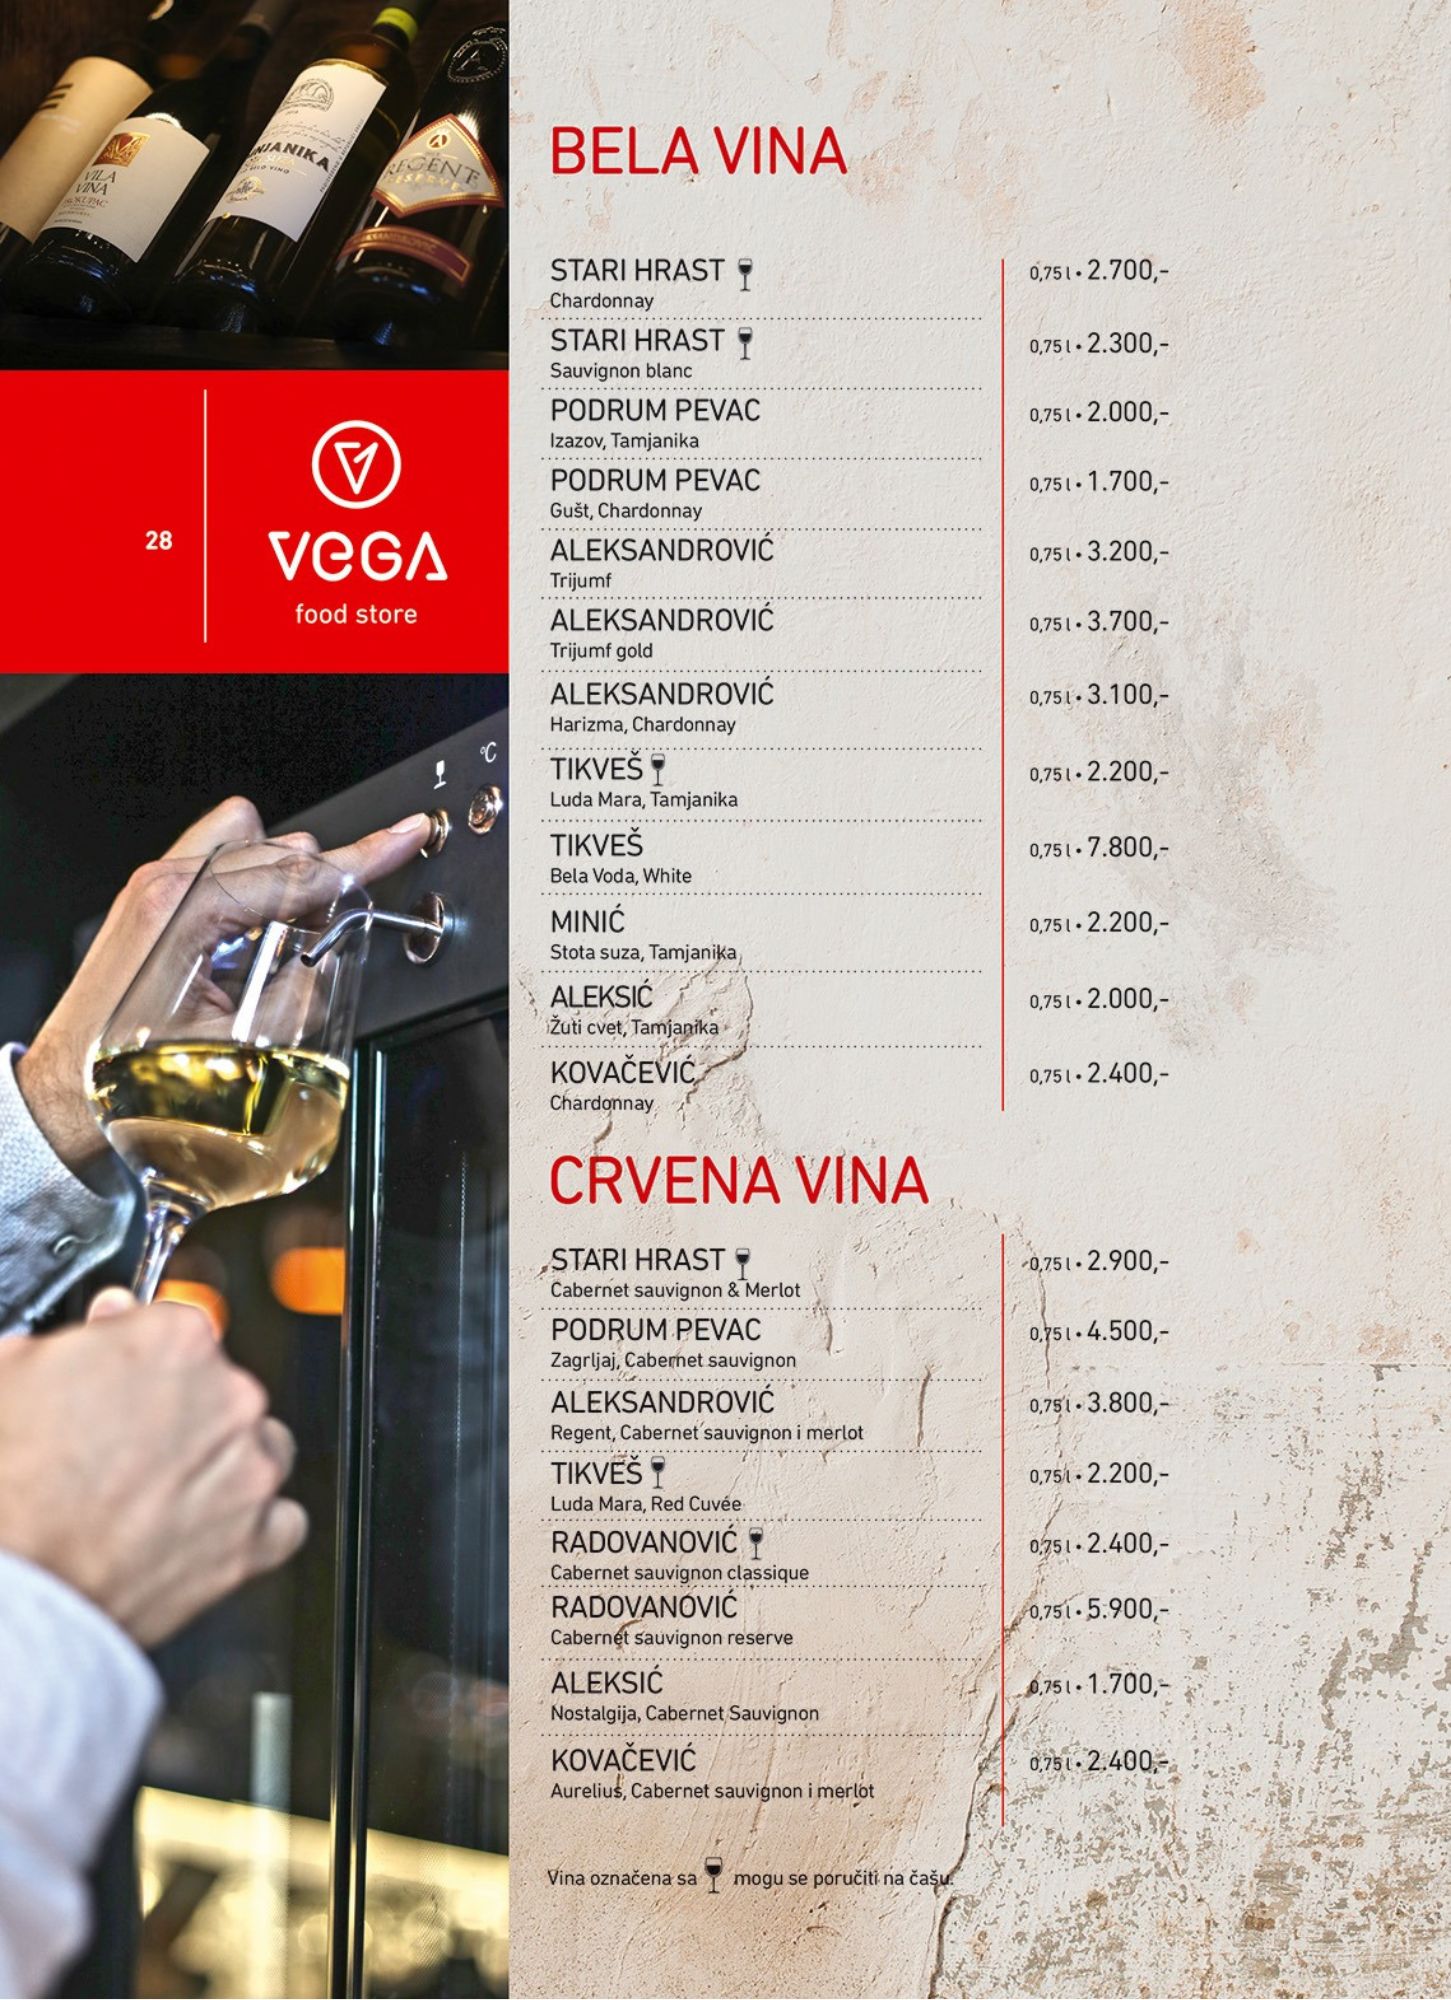 VILA
VINA
REGENT
RESERVE
28
VEGA
food store
°C
BELA VINA
STARI HRAST
Chardonnay
0,75 l • 2.700,-
STARI HRAST
Sauvignon blanc
0,75 l • 2.300,-
PODRUM PEVAC
Izazov, Tamjanika
0,75 l • 2.000,-
PODRUM PEVAC
Gušt, Chardonnay
0,75 l • 1.700,-
ALEKSANDROVIĆ
Trijumf
0,75 l • 3.200,-
ALEKSANDROVIĆ
Trijumf gold
0,75 l • 3.700,-
ALEKSANDROVIĆ
Harizma, Chardonnay
0,75 l • 3.100,-
TIKVEŠ
Luda Mara, Tamjanika
0,75 l • 2.200,-
TIKVEŠ
Bela Voda, White
0,75 l • 7.800,-
MINIĆ
Stota suza, Tamjanika
0,75 l • 2.200,-
ALEKSIĆ
Žuti cvet, Tamjanika
0,75 l • 2.000,-
KOVAČEVIĆ
Chardonnay
0,75 l • 2.400,-
CRVENA VINA
STARI HRAST
Cabernet sauvignon & Merlot
0,75 l • 2.900,-
PODRUM PEVAC
Zagrljaj, Cabernet sauvignon
0,75 l • 4.500,-
ALEKSANDROVIĆ
Regent, Cabernet sauvignon i merlot
0,75 l • 3.800,-
TIKVEŠ
Luda Mara, Red Cuvée
0,75 l • 2.200,-
RADOVANOVIĆ
Cabernet sauvignon classique
0,75 l • 2.400,-
RADOVANOVIĆ
Cabernet sauvignon reserve
0,75 l • 5.900,-
ALEKSIĆ
Nostalgija, Cabernet Sauvignon
0,75 l • 1.700,-
KOVAČEVIĆ
Aurelius, Cabernet sauvignon i merlot
0,75 l • 2.400,-
Vina označena sa mogu se poručiti na čašu.